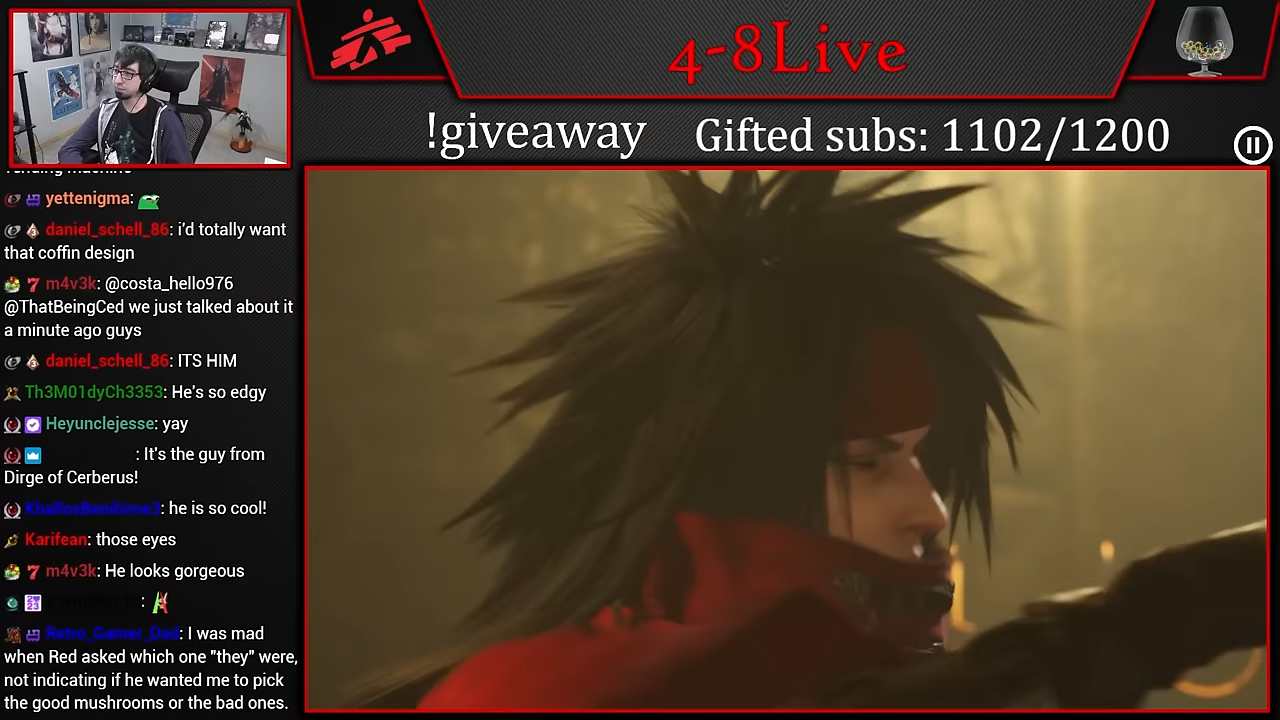 4-8Live
!giveaway Gifted subs: 1102/1200
yettenigma:
daniel_schell_86: i'd totally want
that coffin design
m4v3k: @costa_hello976
@ThatBeingCed we just talked about it
a minute ago guys
daniel_schell_86: ITS HIM
Th3M01dyCh3353: He's so edgy
Heyunclejesse: yay
: It's the guy from
Dirge of Cerberus!
KhaflosBenihime3: he is so cool!
Karifean: those eyes
m4v3k: He looks gorgeous
:
Retro_Gamer_Dad: I was mad
when Red asked which one "they" were,
not indicating if he wanted me to pick
the good mushrooms or the bad ones.